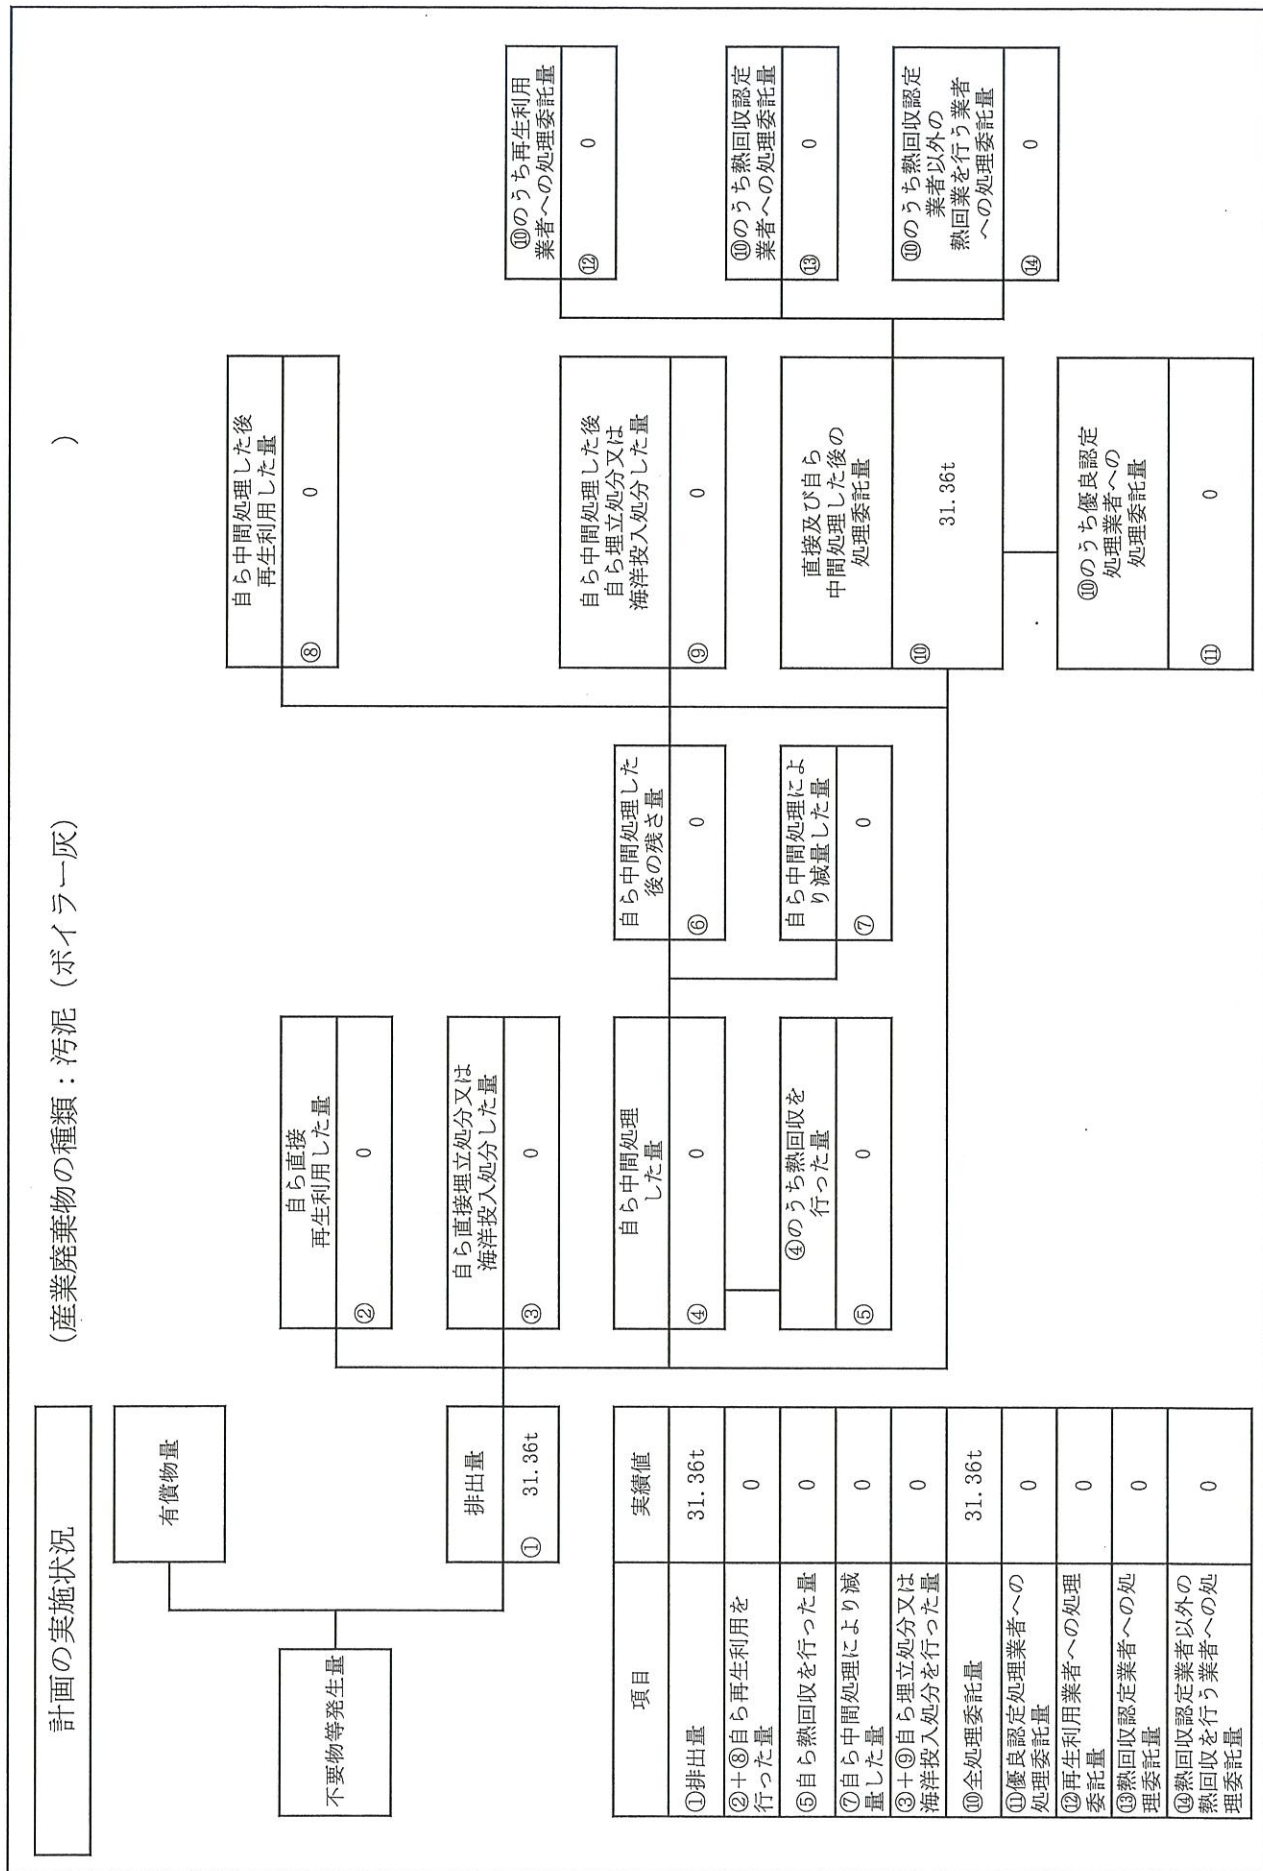 計画の実施状況
(産業廃棄物の種類：汚泥（ボイラー灰）
)
不要物等発生量
有償物量
排出量
① 31.36t
自ら直接
再生利用した量
② 0
自ら直接埋立処分又は
海洋投入処分した量
③ 0
自ら中間処理
した量
④ 0
④のうち熱回収を
行った量
⑤ 0
自ら中間処理した
後の残さ量
⑥ 0
自ら中間処理によ
り減量した量
⑦ 0
自ら中間処理した後
再生利用した量
⑧ 0
自ら中間処理した後
自ら埋立処分又は
海洋投入処分した量
⑨ 0
直接及び自ら
中間処理した後の
処理委託量
⑩ 31.36t
⑩のうち優良認定
処理業者への
処理委託量
⑪ 0
⑩のうち再生利用
業者への処理委託量
⑫ 0
⑩のうち熱回収認定
業者への処理委託量
⑬ 0
⑩のうち熱回収認定
業者以外の
熱回業を行う業者
への処理委託量
⑭ 0
項目 実績値
①排出量 31.36t
②+⑧自ら再生利用を
行った量 0
⑤自ら熱回収を行った量 0
⑦自ら中間処理により減
量した量 0
③+⑨自ら埋立処分又は
海洋投入処分を行った量 0
⑩全処理委託量 31.36t
⑪優良認定処理業者への
処理委託量 0
⑫再生利用業者への処理
委託量 0
⑬熱回収認定業者への処
理委託量 0
⑭熱回収認定業者以外の
熱回収を行う業者への処
理委託量 0